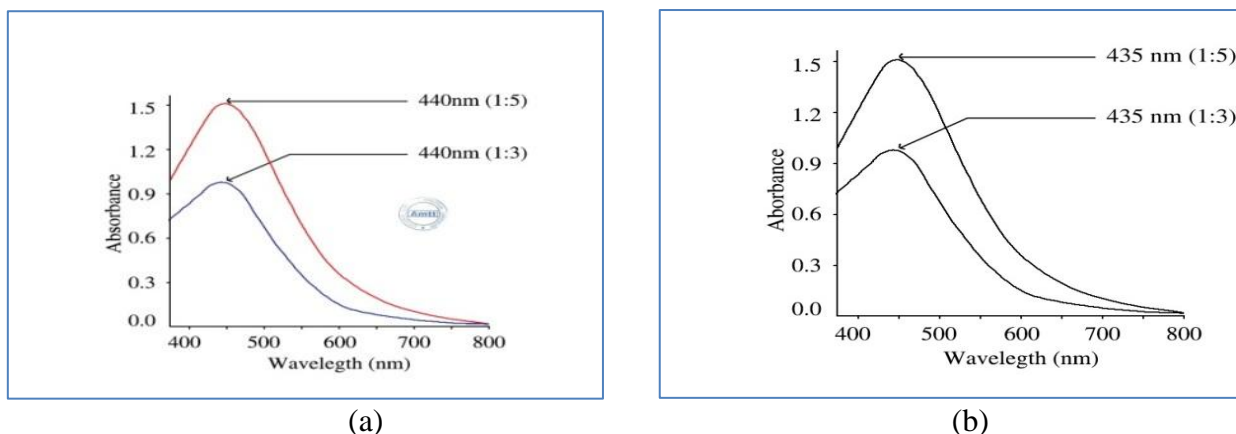 440nm (1:5)
440nm (1:3)
1.5
1.2
0.9
0.6
0.3
0.0
Absorbance
400
500
600
700
800
Wavelegth (nm)
Amtl
(a)
435 nm (1:5)
435 nm (1:3)
1.5
1.2
0.9
0.6
0.3
0.0
Aborbance
400
500
600
700
800
Wavelegth (nm)
(b)